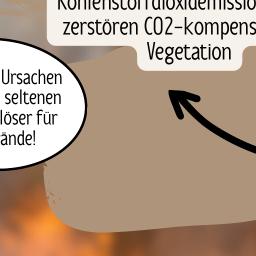 Kohlenstoffdioxidemissio
zerstören CO2-kompens
Vegetation
Ursachen
seltenen
löser für
ände!